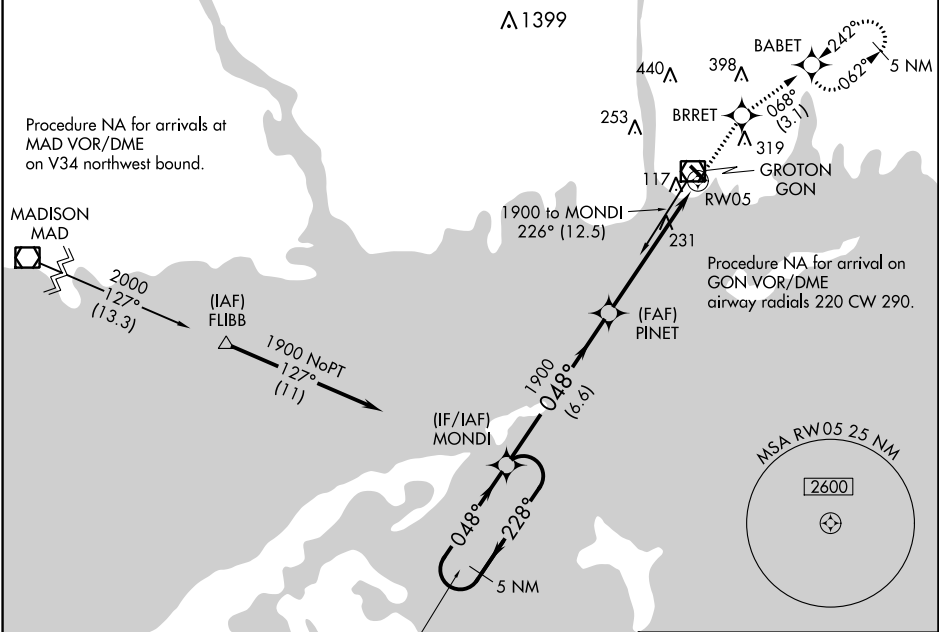 1399
BABET
242°
062°
5 NM
440
398
BRRET
068°
(3.1)
253
319
Procedure NA for arrivals at
MAD VOR/DME
on V34 northwest bound.
117
GROTON
GON
RW05
1900 to MONDI
226° (12.5)
231
MADISON
MAD
Procedure NA for arrival on
GON VOR/DME
airway radials 220 CW 290.
2000
127°
(13.3)
(IAF)
FLIBB
(FAF)
PINET
1900 NoPT
127°
(11)
1900
048°
(6.6)
(IF/IAF)
MONDI
MSA RW05 25 NM
2600
048°
228°
5 NM